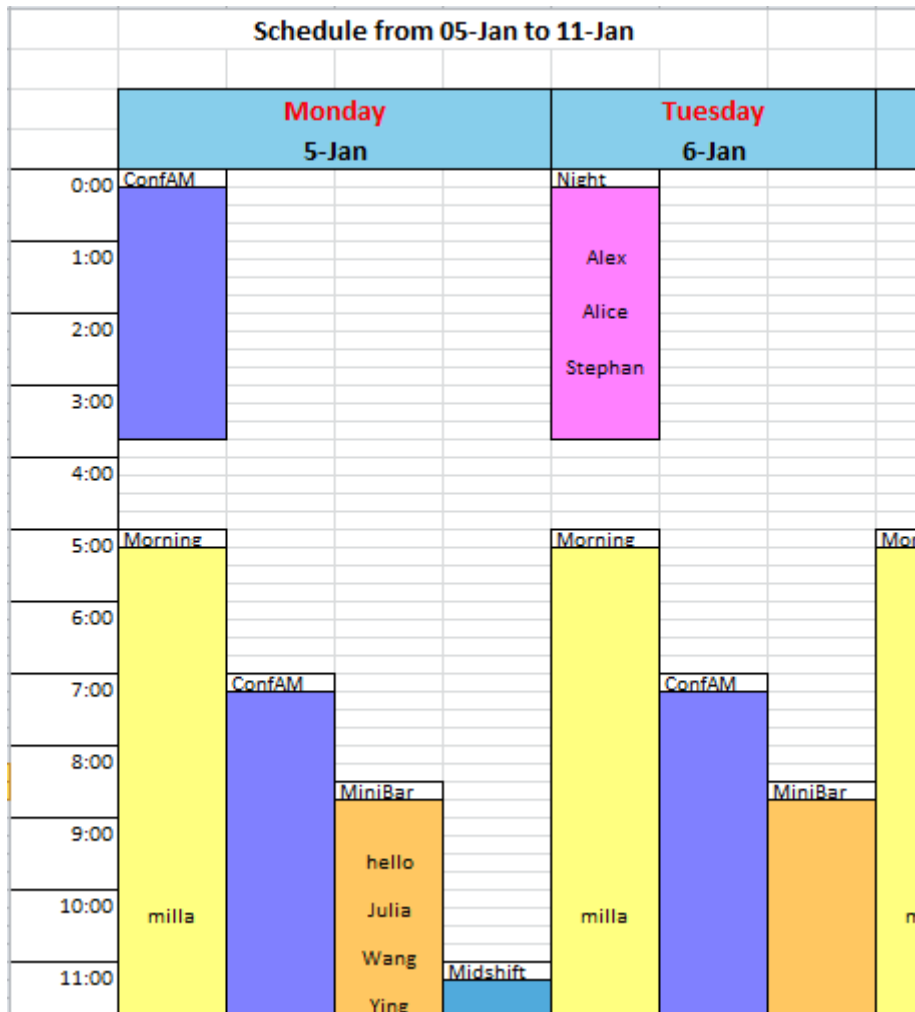 Schedule from 05-Jan to 11-Jan
Monday Tuesday
5-Jan 6-Jan
0:00 ConfAM Night
1:00 Alex
Alice
2:00
Stephan
3:00
4:00
5:00 Morning Morning Mor
6:00
7:00 ConfAM ConfAM
8:00
MiniBar MiniBar
9:00
hello
10:00 milla Julia milla
Wang
11:00 Midshift
Ying